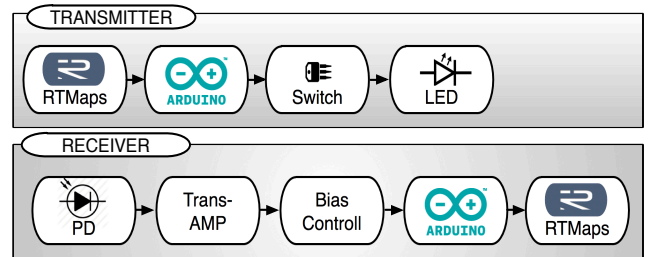 TRANSMITTER
RTMaps
ARDUINO
Switch
LED
RECEIVER
PD
Trans-
AMP
Bias
Controll
ARDUINO
RTMaps